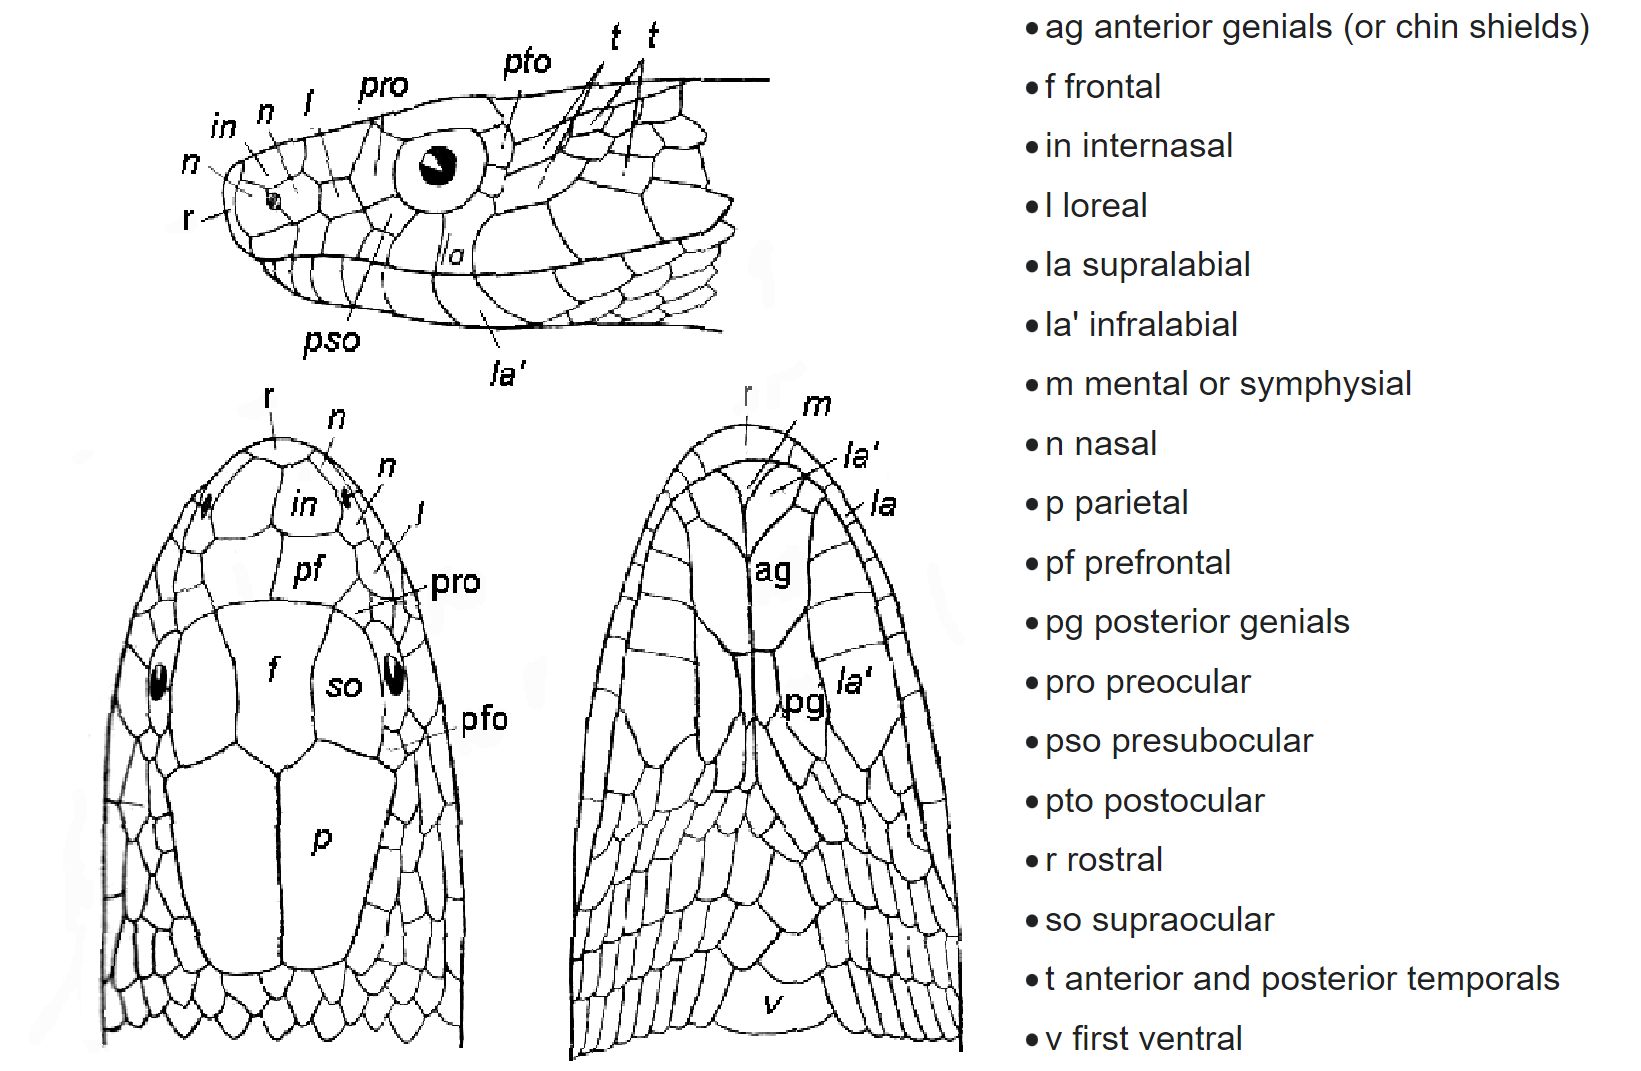 t t
pto
pro
l
n
in
n
r
la
pso
la'
r
n
in
n
l
pf
pro
f
so
pfo
p
r
m
la'
la
ag
la'
pg
v
• ag anterior genials (or chin shields)
• f frontal
• in internasal
• l loreal
• la supralabial
• la' infralabial
• m mental or symphysial
• n nasal
• p parietal
• pf prefrontal
• pg posterior genials
• pro preocular
• pso presubocular
• pto postocular
• r rostral
• so supraocular
• t anterior and posterior temporals
• v first ventral